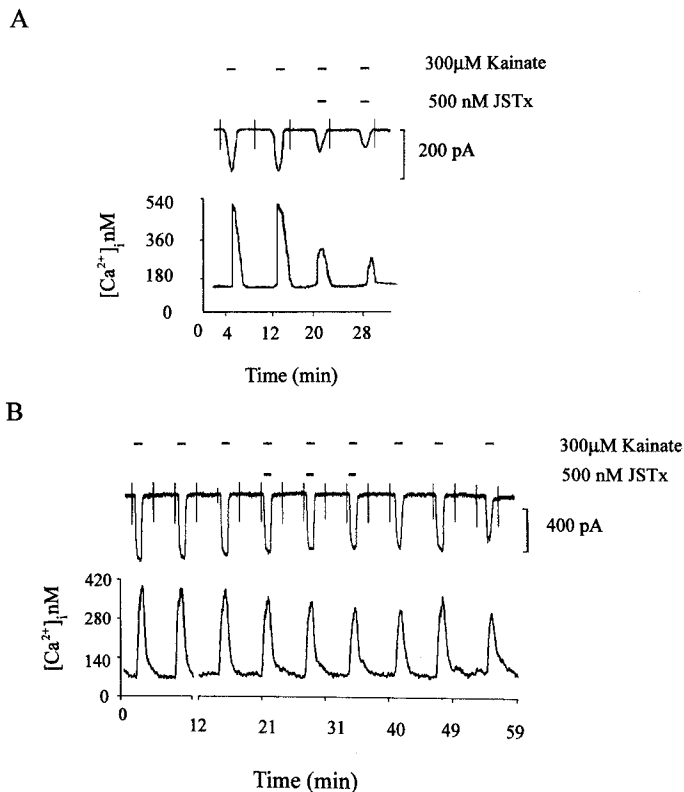 A
300μM Kainate
500 nM JSTx
200 pA
540
360
180
0
[Ca²⁺]ᵢnM
0 4 12 20 28
Time (min)
B
300μM Kainate
500 nM JSTx
400 pA
420
280
140
0
[Ca²⁺]ᵢnM
0 12 21 31 40 49 59
Time (min)